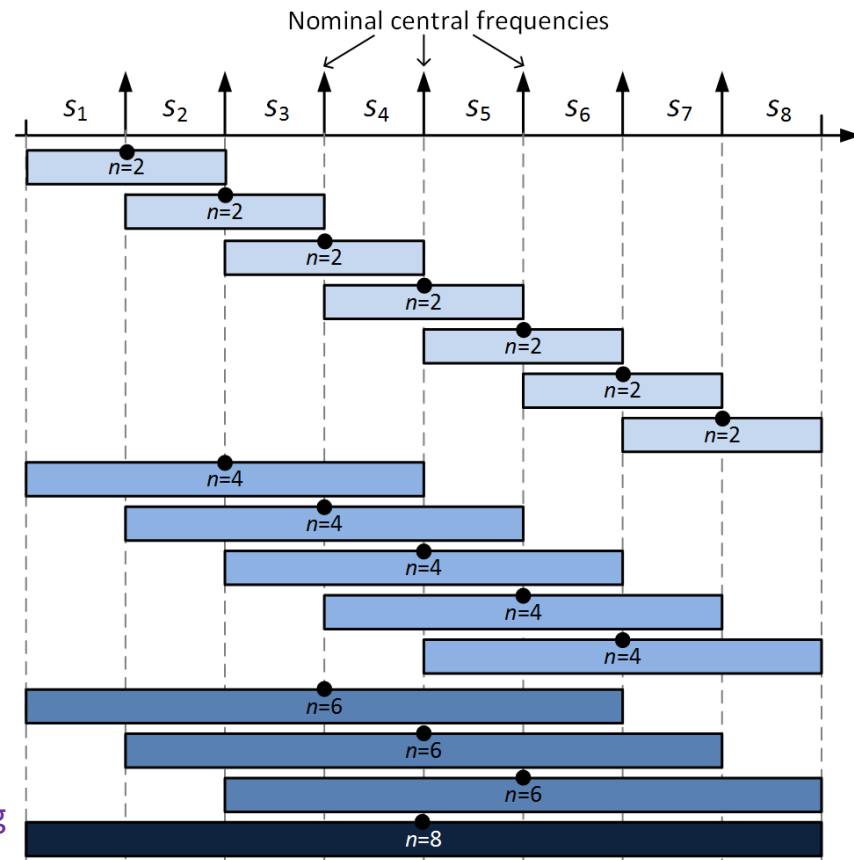 Nominal central frequencies
s1 s2 s3 s4 s5 s6 s7 s8
n=2
n=2
n=2
n=2
n=2
n=2
n=2
n=4
n=4
n=4
n=4
n=4
n=6
n=6
n=6
g
n=8